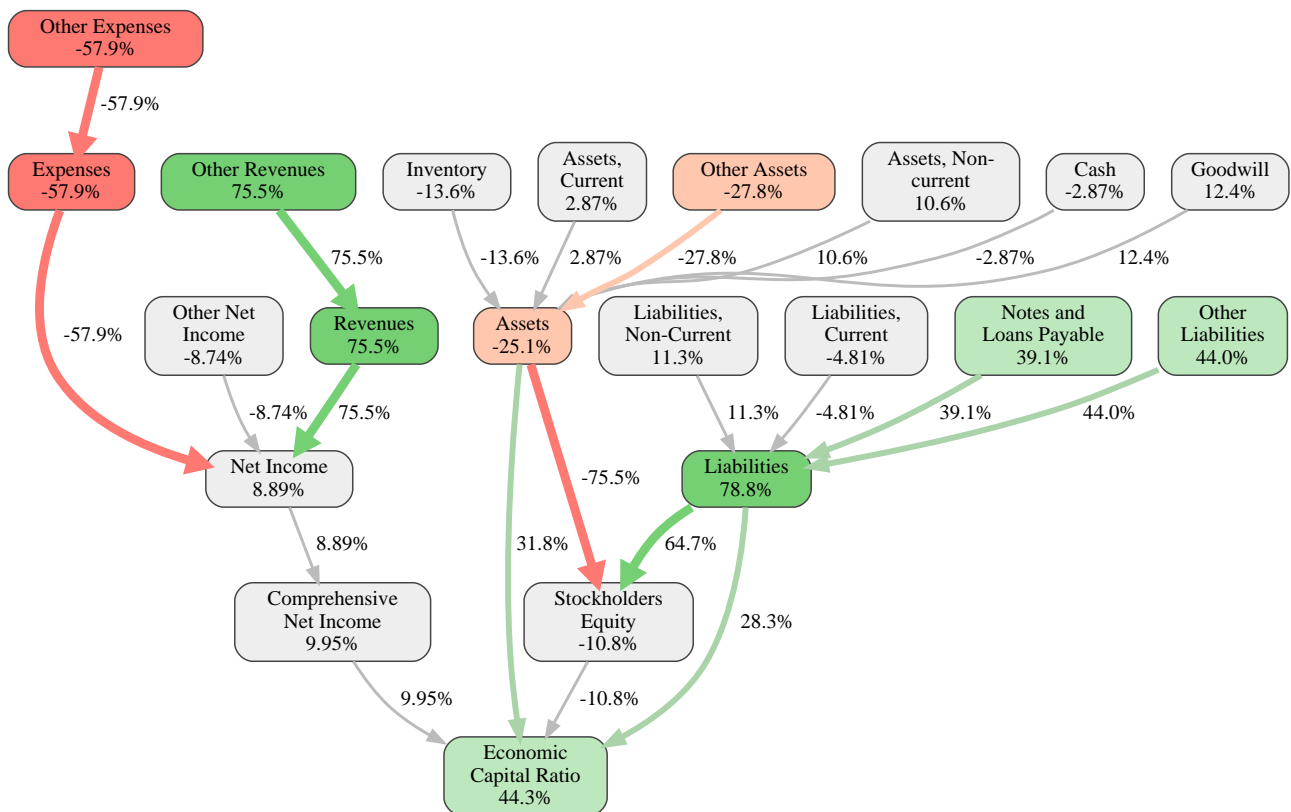 Other Expenses
-57.9%
-57.9%
Expenses
-57.9%
Other Revenues
75.5%
Inventory
-13.6%
Assets,
Current
2.87%
Other Assets
-27.8%
Assets, Non-
current
10.6%
Cash
-2.87%
Goodwill
12.4%
75.5%
-13.6%
2.87%
-27.8%
10.6%
-2.87%
12.4%
-57.9%
Other Net
Income
-8.74%
Revenues
75.5%
Assets
-25.1%
Liabilities,
Non-Current
11.3%
Liabilities,
Current
-4.81%
Notes and
Loans Payable
39.1%
Other
Liabilities
44.0%
-8.74%
75.5%
11.3%
-4.81%
39.1%
44.0%
Net Income
8.89%
-75.5%
Liabilities
78.8%
8.89%
31.8%
64.7%
Comprehensive
Net Income
9.95%
Stockholders
Equity
-10.8%
28.3%
9.95%
-10.8%
Economic
Capital Ratio
44.3%